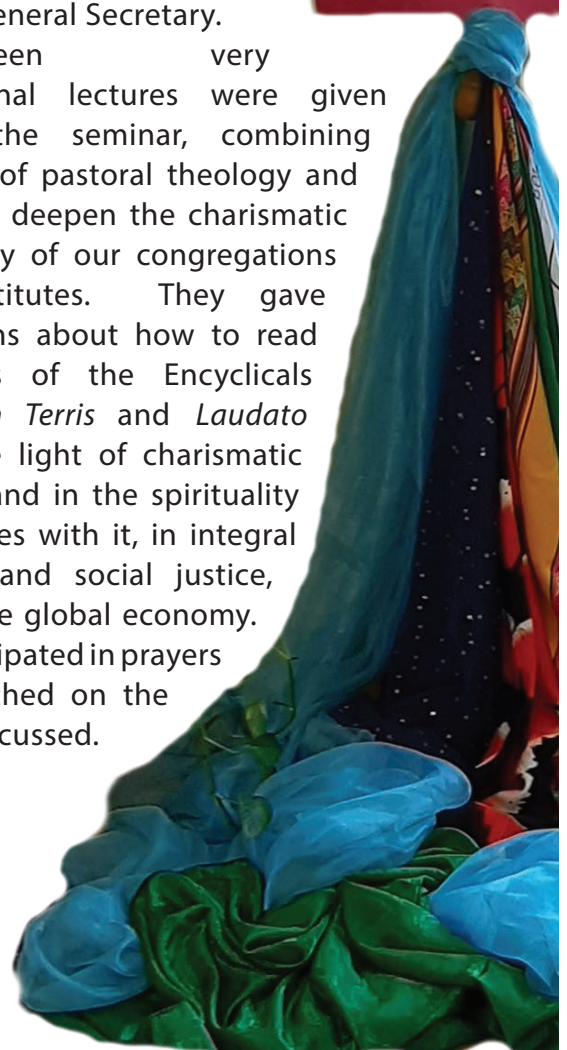 eneral Secretary.
een very
nal lectures were given
the seminar, combining
of pastoral theology and
deepen the charismatic
y of our congregations
titutes. They gave
ns about how to read
s of the Encyclicals
Terris and Laudato
light of charismatic
and in the spirituality
es with it, in integral
and social justice,
e global economy.
ipated in prayers
hed on the
cussed.